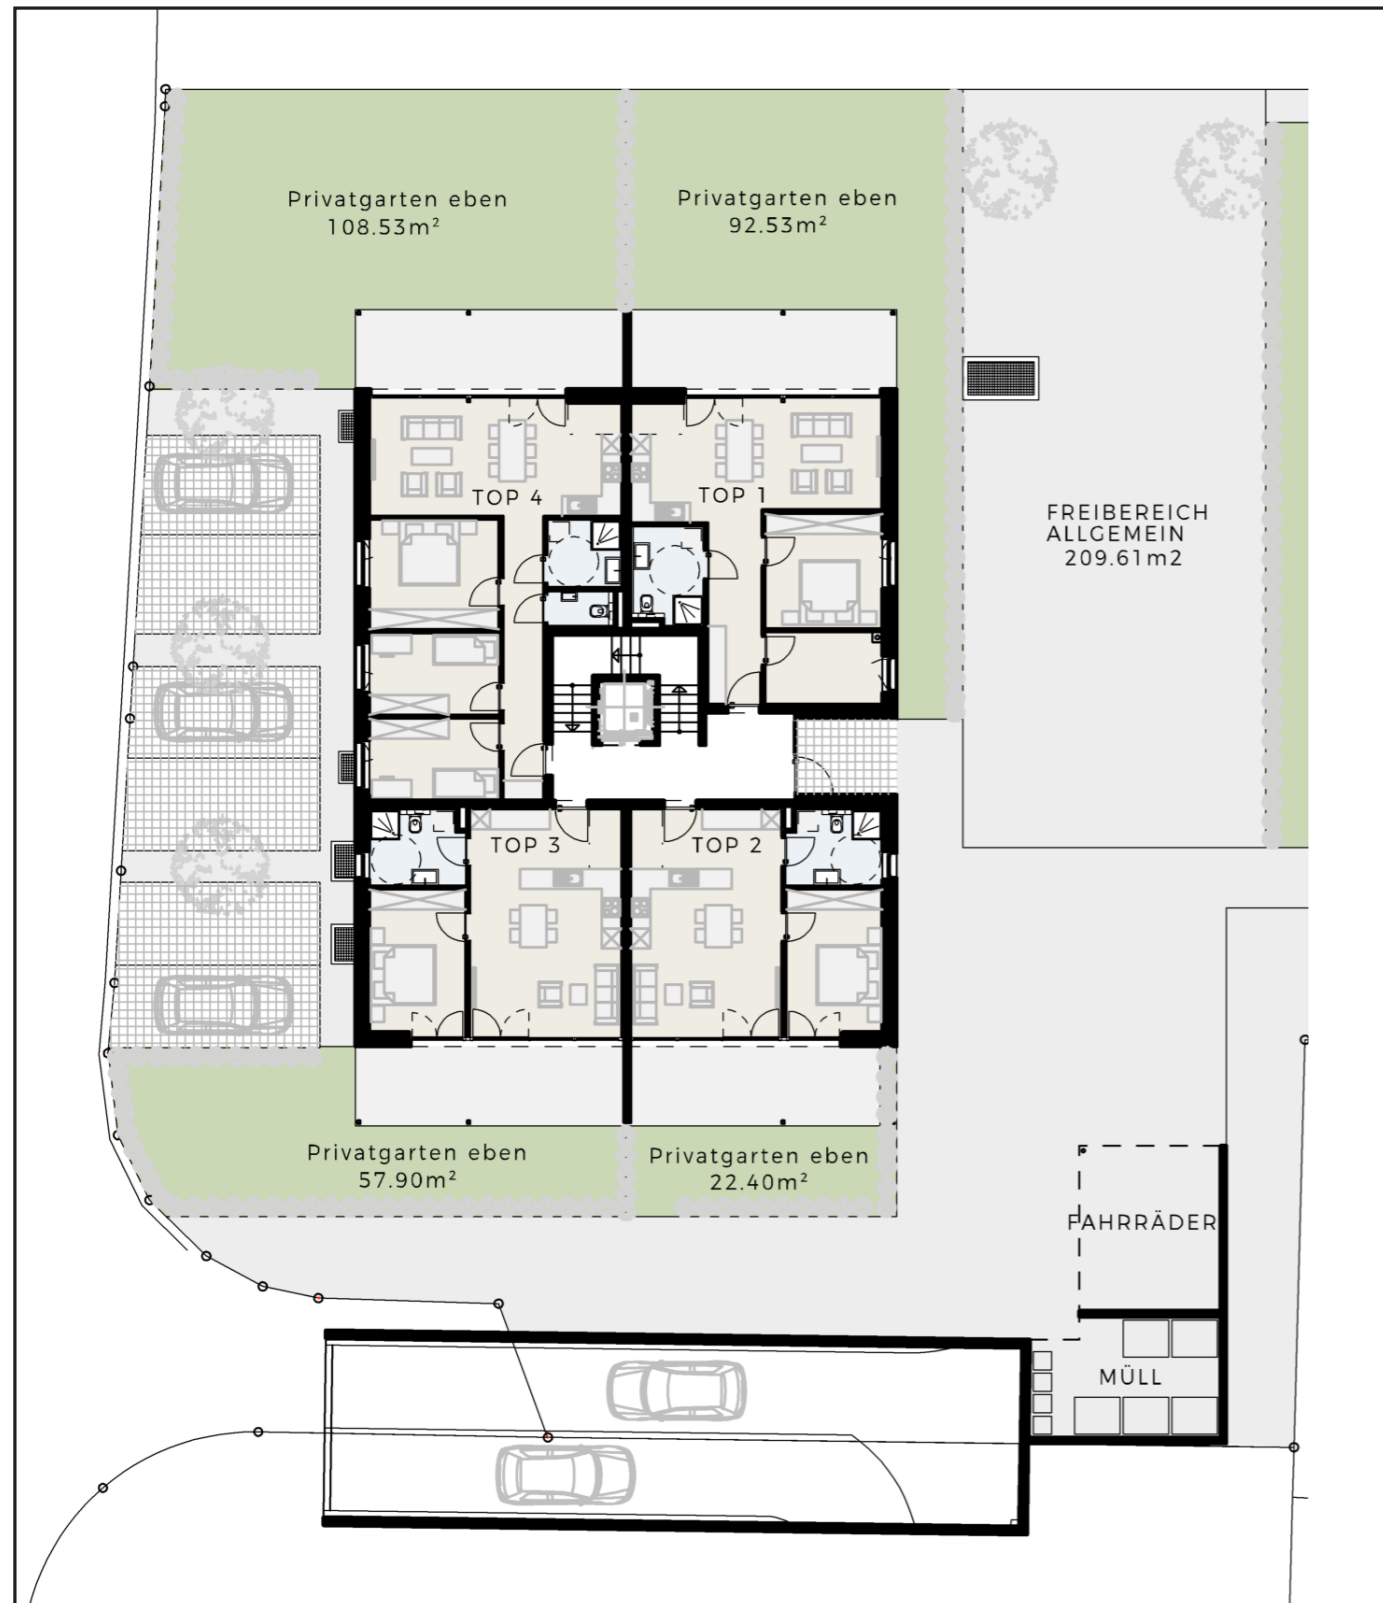 Privatgarten eben
108.53m²
Privatgarten eben
92.53m²
TOP 4
TOP 1
FREIBEREICH
ALLGEMEIN
209.61m2
TOP 3
TOP 2
Privatgarten eben
57.90m²
Privatgarten eben
22.40m²
FAHRRÄDER
MÜLL